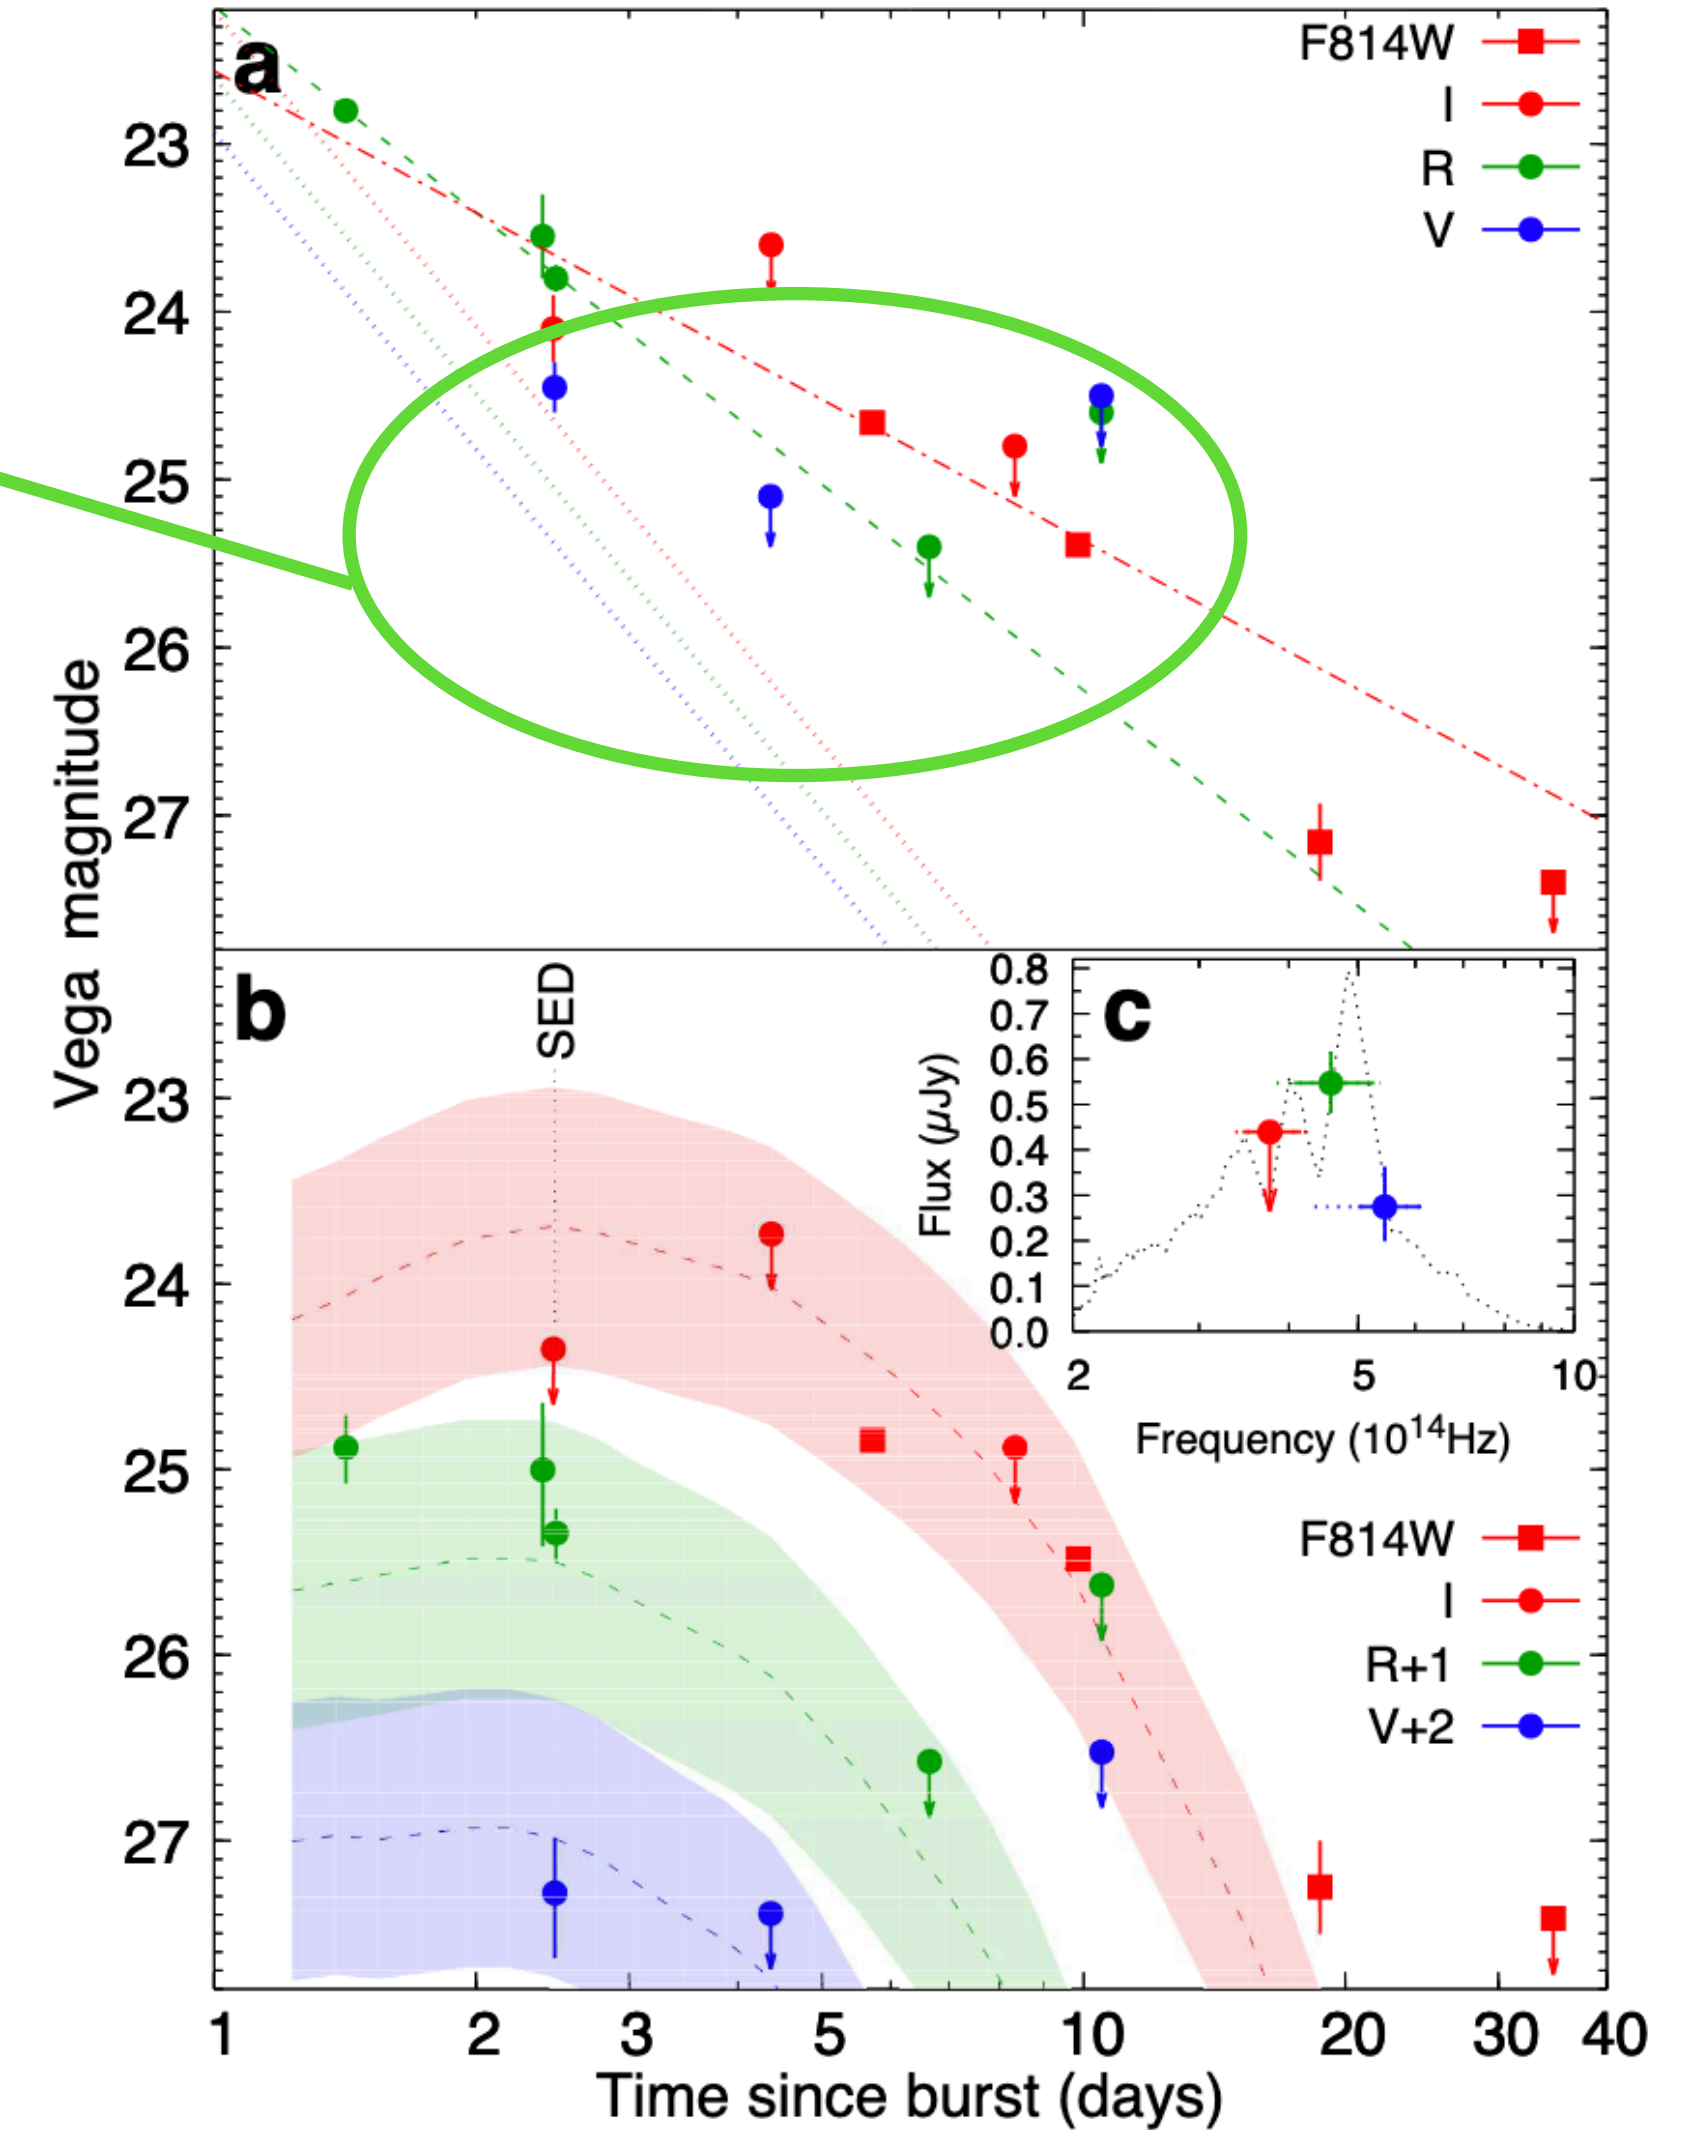 a
F814W
I
R
V
23
24
25
26
27
Vega magnitude
b
SED
23
24
25
26
27
c
0.8
0.7
0.6
0.5
0.4
0.3
0.2
0.1
0.0
Flux (μJy)
2 5 10
Frequency (10¹⁴Hz)
F814W
I
R+1
V+2
1 2 3 5 10 20 30 40
Time since burst (days)